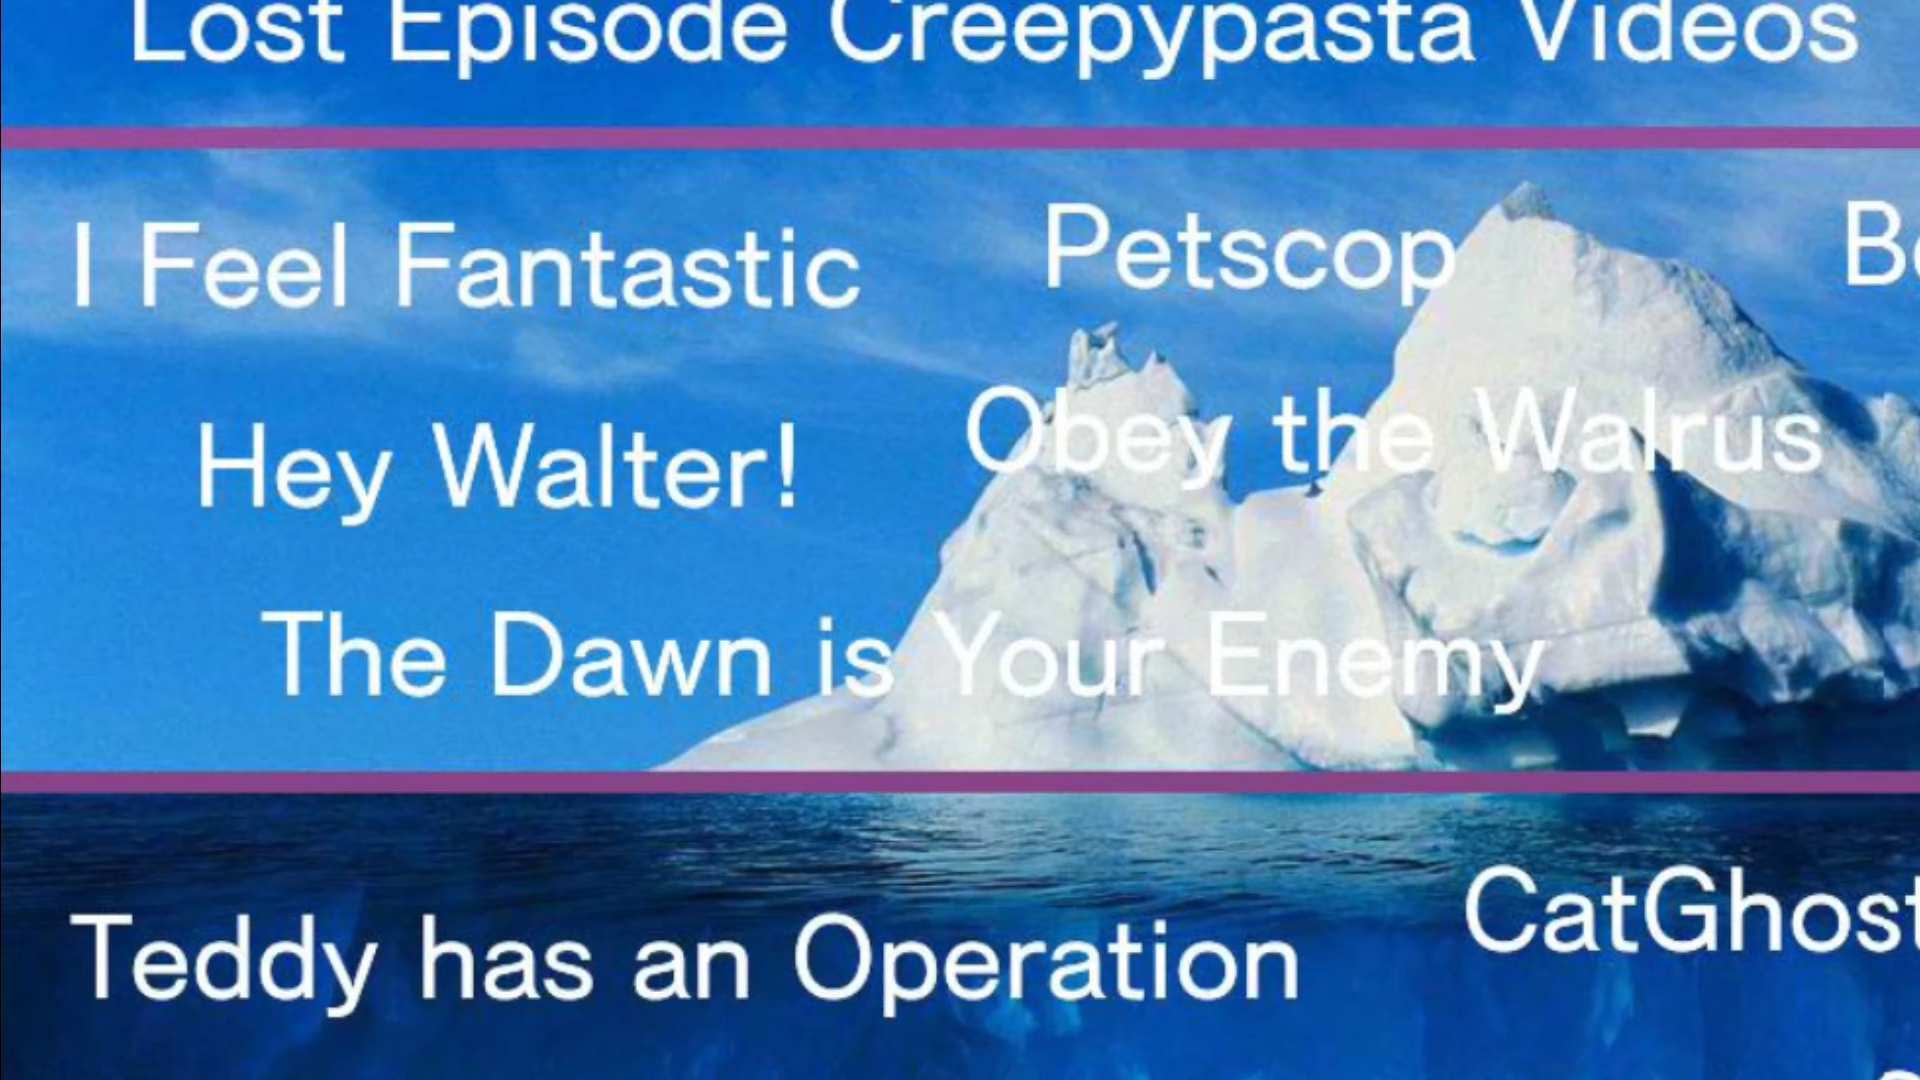 Lost Episode Creepypasta Videos
I Feel Fantastic
Petscop
Hey Walter!
Obey the Walrus
The Dawn is Your Enemy
Teddy has an Operation
CatGhost